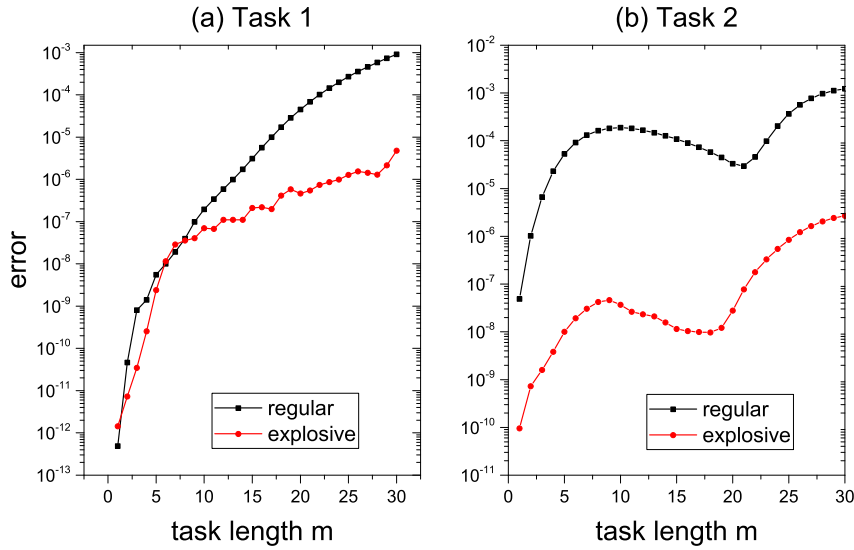 (a) Task 1
(b) Task 2
error
10^-3
10^-4
10^-5
10^-6
10^-7
10^-8
10^-9
10^-10
10^-11
10^-12
10^-13
regular
explosive
0 5 10 15 20 25 30
task length m
10^-2
10^-3
10^-4
10^-5
10^-6
10^-7
10^-8
10^-9
10^-10
10^-11
regular
explosive
0 5 10 15 20 25 30
task length m